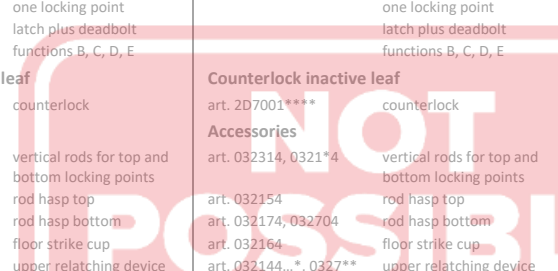 one locking point
latch plus deadbolt
functions B, C, D, E
leaf
counterlock
vertical rods for top and
bottom locking points
rod hasp top
rod hasp bottom
floor strike cup
upper relatching device
Counterlock inactive leaf
art. 2D7001****
Accessories
art. 032314, 0321*4
art. 032154
art. 032174, 032704
art. 032164
art. 032144...*, 0327**
one locking point
latch plus deadbolt
functions B, C, D, E
counterlock
vertical rods for top and
bottom locking points
rod hasp top
rod hasp bottom
floor strike cup
upper relatching device
NOT
POSSIBL